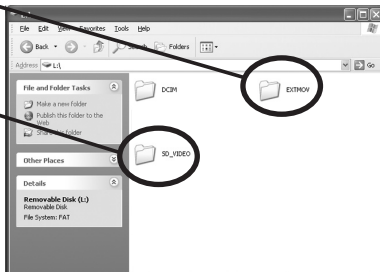 File Edit View Favorites Tools Help
Back Search Folders
Address L:\ Go
File and Folder Tasks
Make a new folder
Publish this folder to the
Web
Share this folder
Other Places
Details
Removable Disk (L:)
Removable Disk
File System: FAT
DCIM EXTMOV
SD_VIDEO